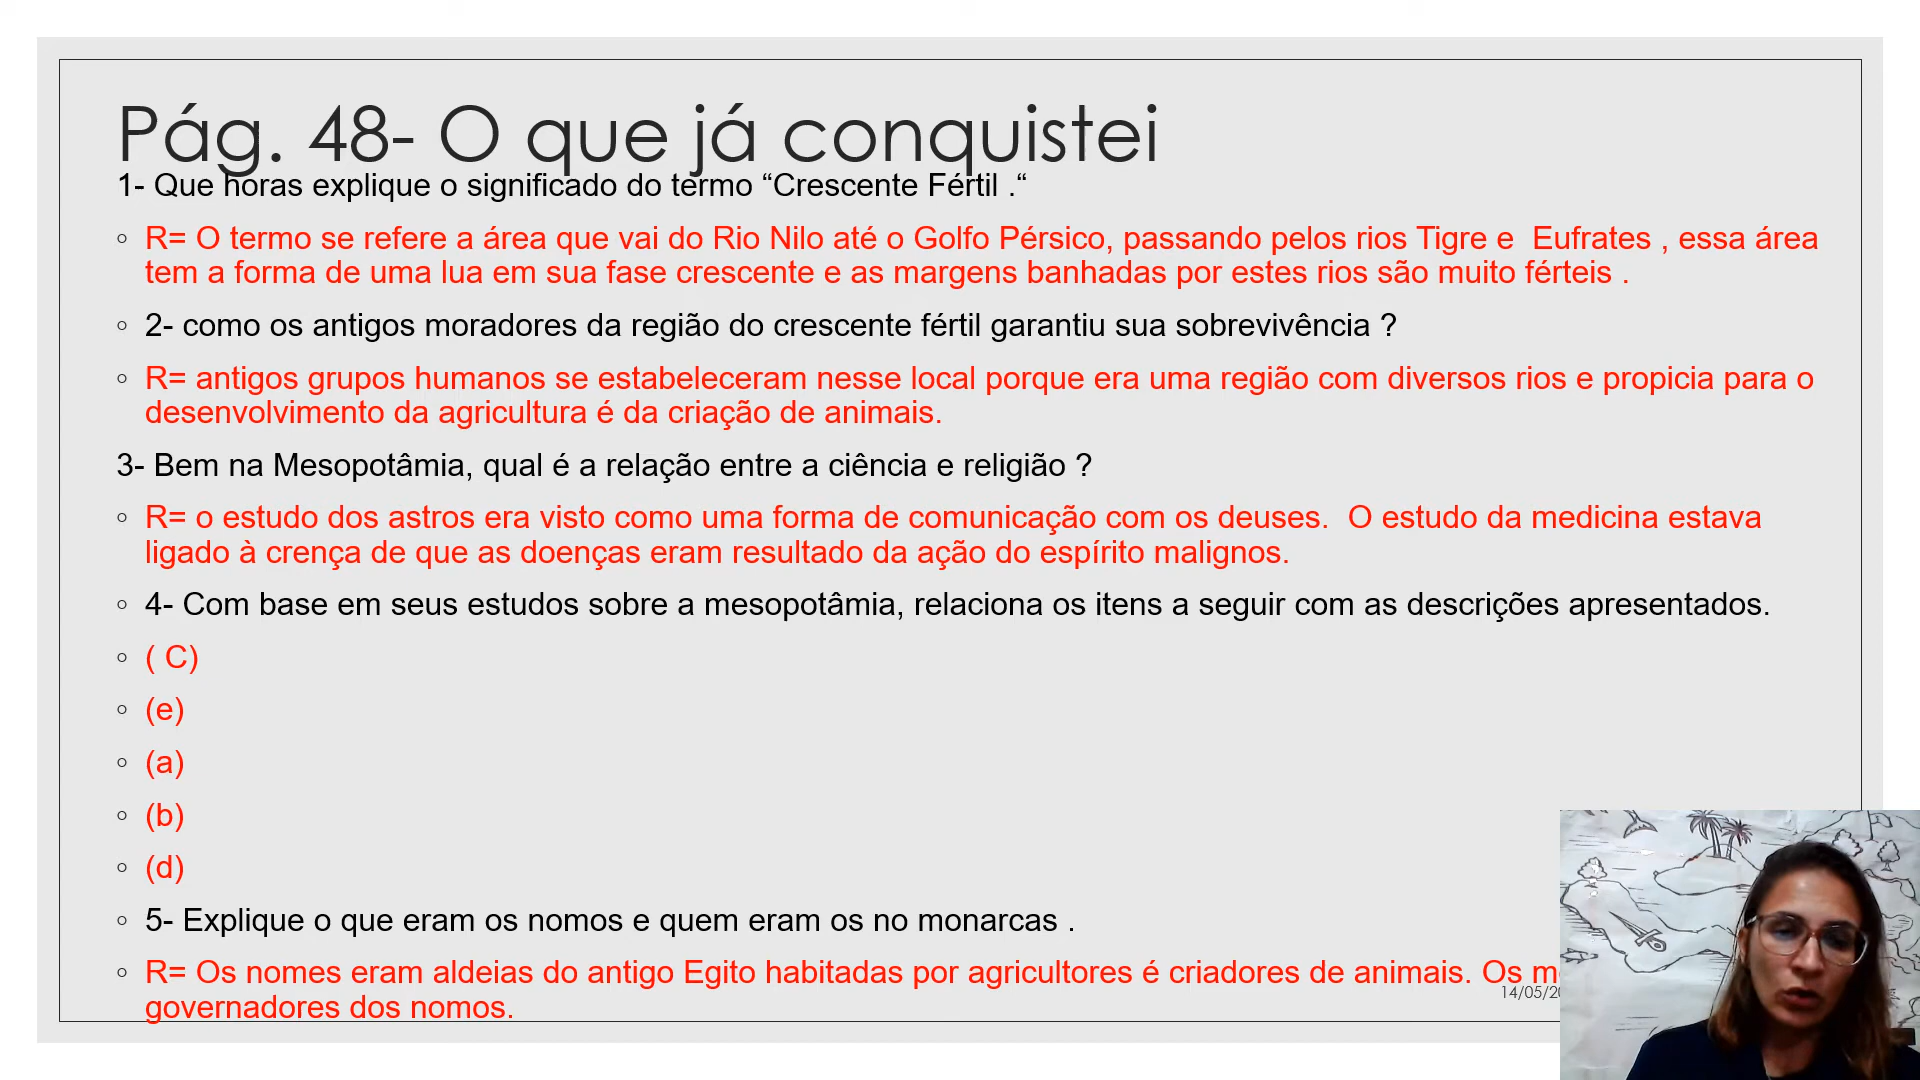 Pág. 48- O que já conquistei
1- Que horas explique o significado do termo “Crescente Fértil .“
R= O termo se refere a área que vai do Rio Nilo até o Golfo Pérsico, passando pelos rios Tigre e  Eufrates , essa área
tem a forma de uma lua em sua fase crescente e as margens banhadas por estes rios são muito férteis .
2- como os antigos moradores da região do crescente fértil garantiu sua sobrevivência ?
R= antigos grupos humanos se estabeleceram nesse local porque era uma região com diversos rios e propicia para o
desenvolvimento da agricultura é da criação de animais.
3- Bem na Mesopotâmia, qual é a relação entre a ciência e religião ?
R= o estudo dos astros era visto como uma forma de comunicação com os deuses.  O estudo da medicina estava
ligado à crença de que as doenças eram resultado da ação do espírito malignos.
4- Com base em seus estudos sobre a mesopotâmia, relaciona os itens a seguir com as descrições apresentados.
( C)
(e)
(a)
(b)
(d)
5- Explique o que eram os nomos e quem eram os no monarcas .
R= Os nomes eram aldeias do antigo Egito habitadas por agricultores é criadores de animais. Os
governadores dos nomos.
14/05/